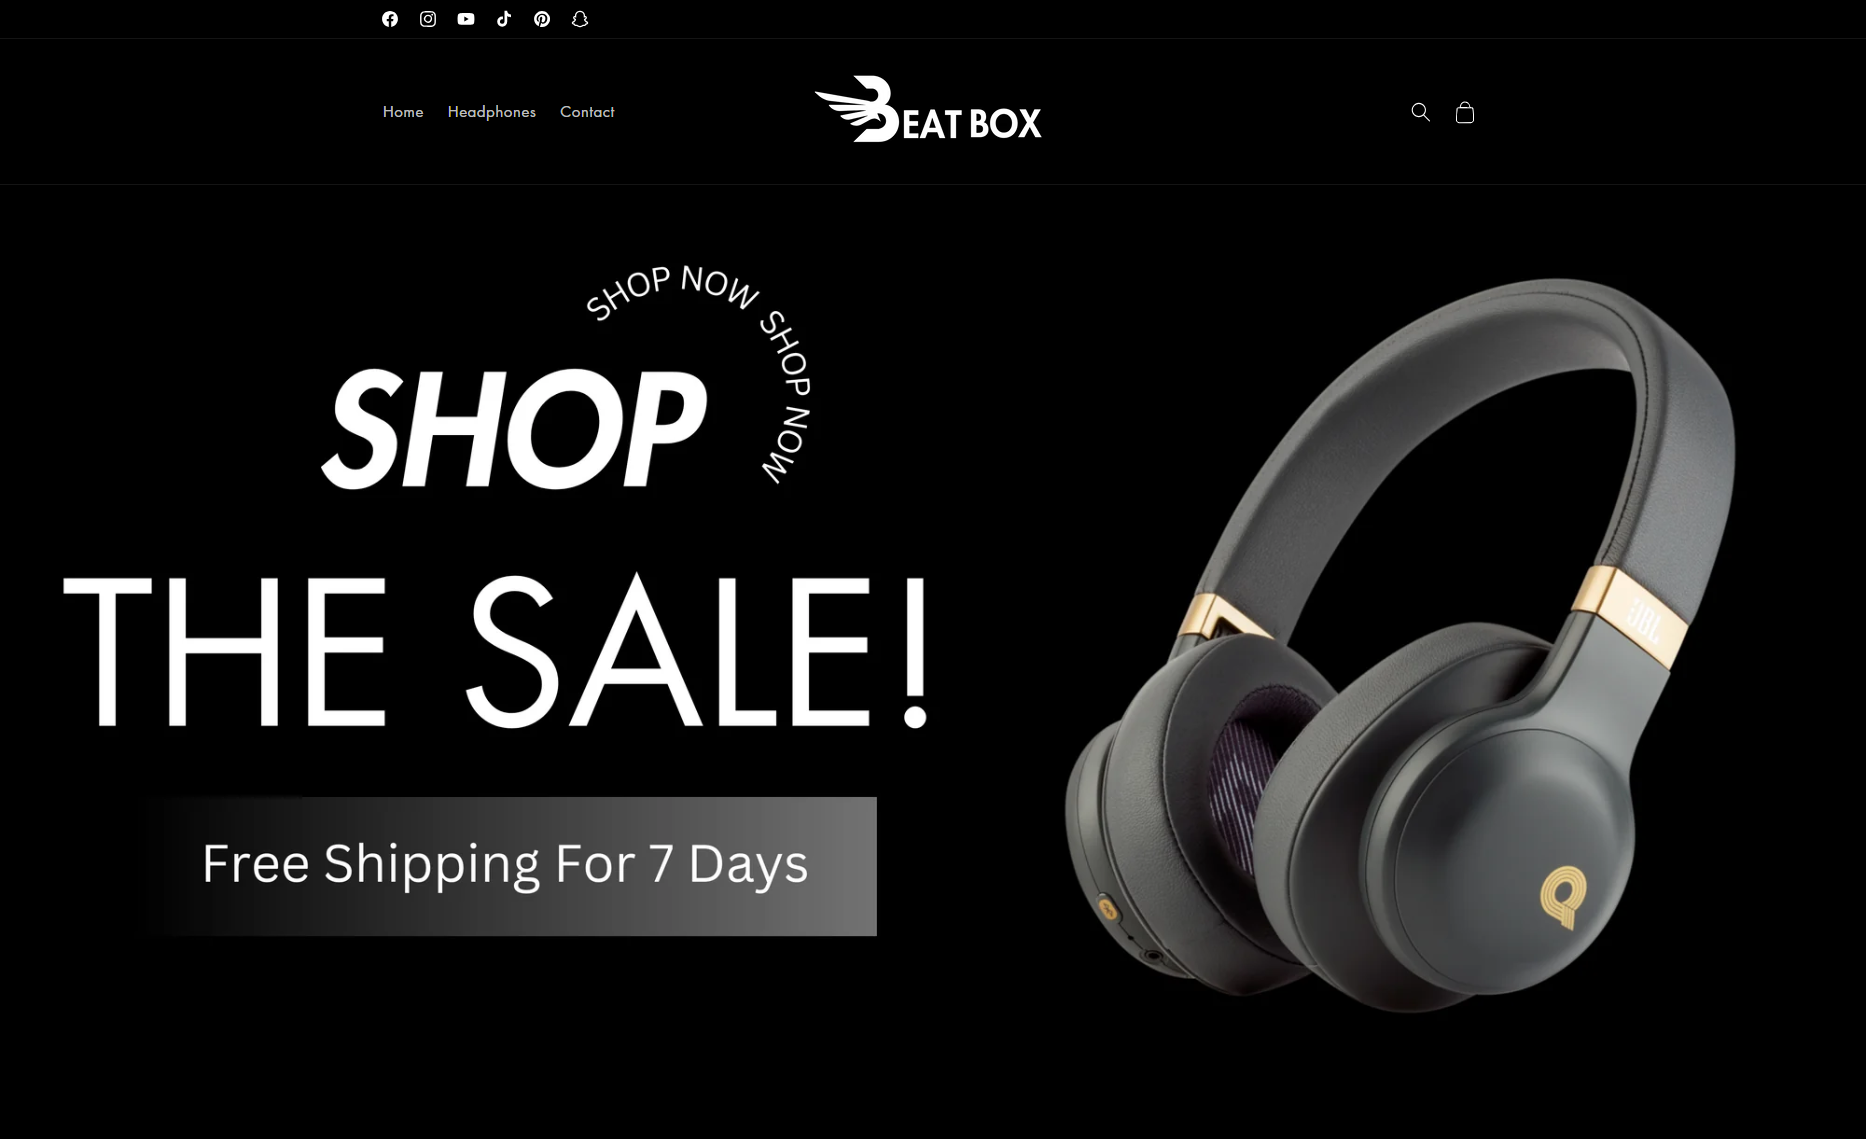 Home Headphones Contact
BEAT BOX
SHOP NOW SHOP NOW
SHOP
THE SALE!
Free Shipping For 7 Days
JBL